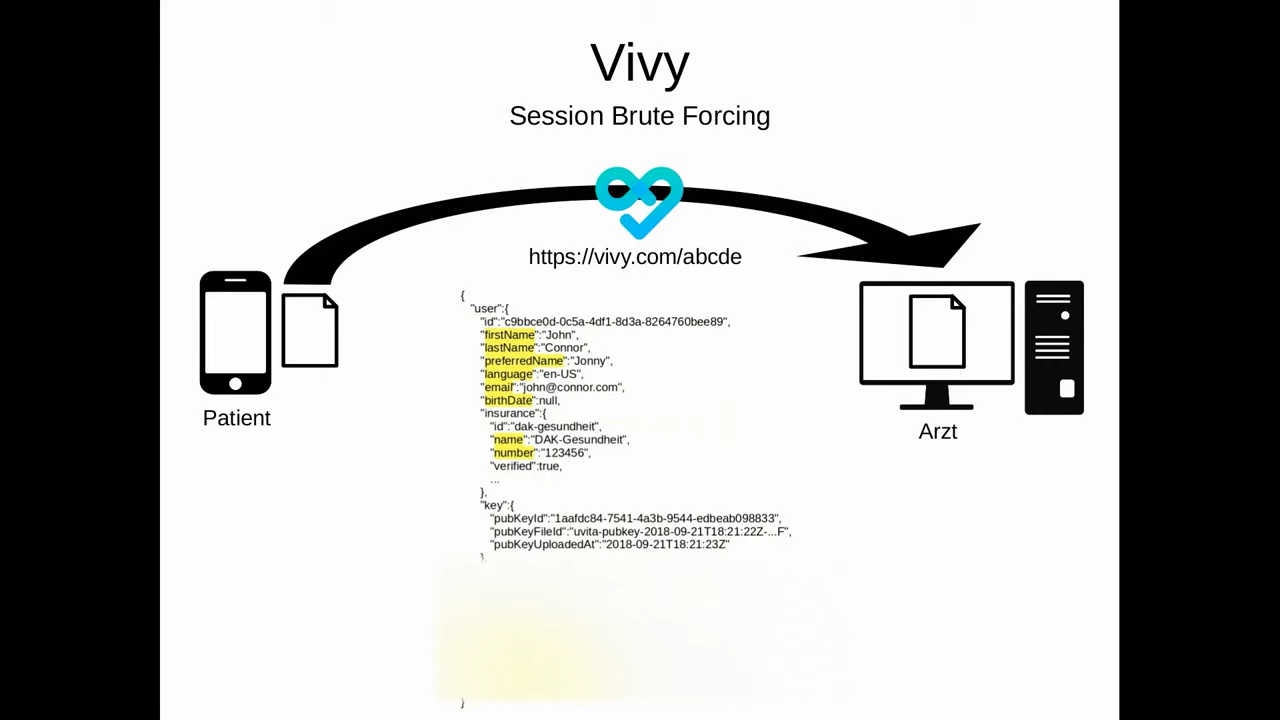 Vivy
Session Brute Forcing
https://vivy.com/abcde
{
"user":{
"id":"c9bbce0d-0c5a-4df1-8d3a-8264760bee89",
"firstName":"John",
"lastName":"Connor",
"preferredName":"Jonny",
"language":"en-US",
"email":"john@connor.com",
"birthDate":null,
"insurance":{
"id":"dak-gesundheit",
"name":"DAK-Gesundheit",
"number":"123456",
"verified":true,
...
},
"key":{
"pubKeyId":"1aafdc84-7541-4a3b-9544-edbeab098833",
"pubKeyFileId":"uvita-pubkey-2018-09-21T18:21:22Z-...F",
"pubKeyUploadedAt":"2018-09-21T18:21:23Z"
}
}
Patient
Arzt